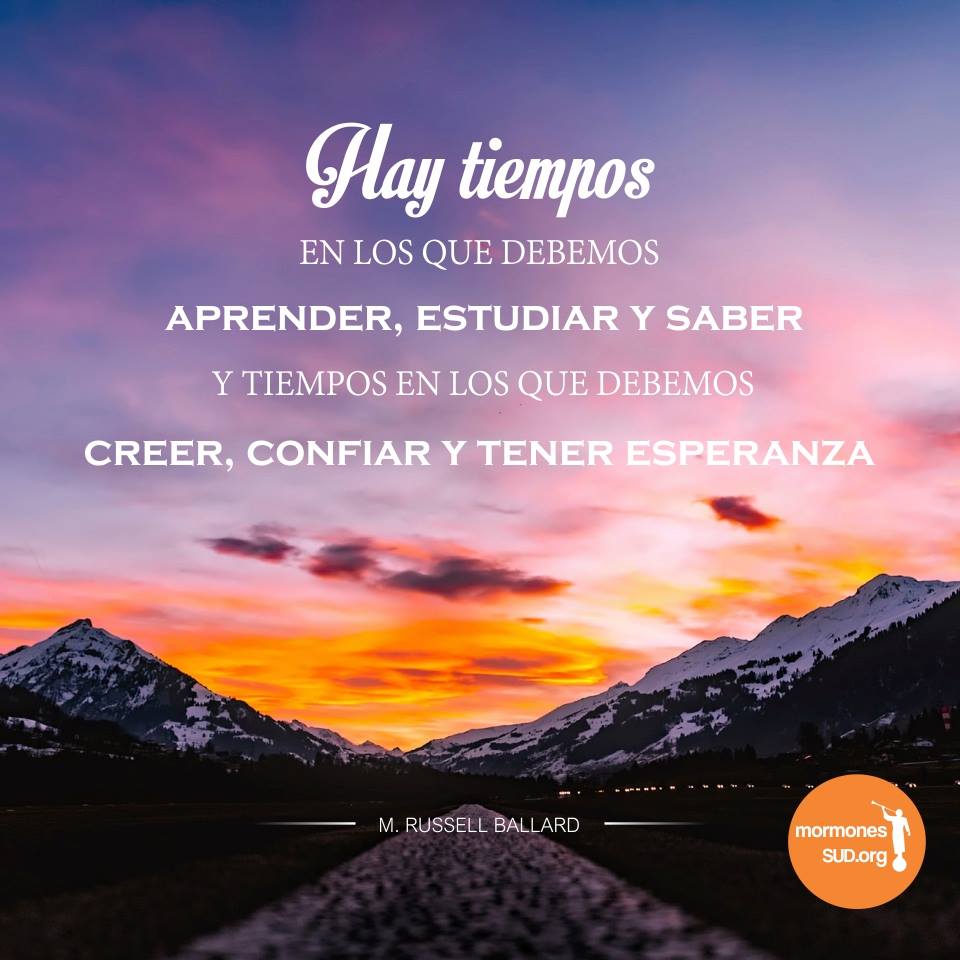 Hay tiempos
EN LOS QUE DEBEMOS
APRENDER, ESTUDIAR Y SABER
Y TIEMPOS EN LOS QUE DEBEMOS
CREER, CONFIAR Y TENER ESPERANZA
M. RUSSELL BALLARD
mormones
SUD.org